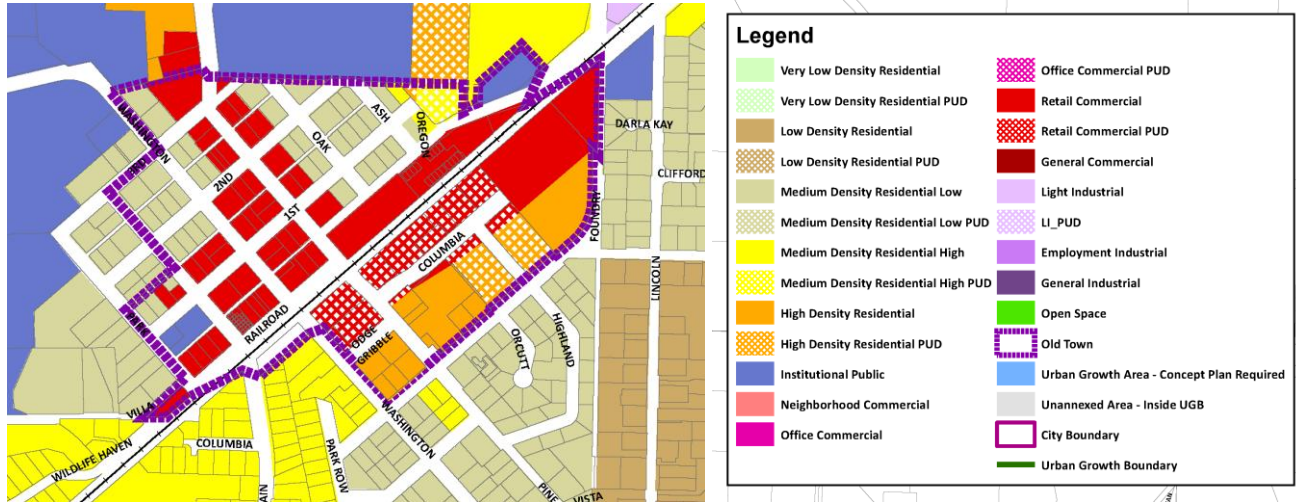 WASHINGTON
3RD
2ND
1ST
OAK
ASH
OREGON
DARLA KAY
CLIFFORD
FOUNDRY
LINCOLN
COLUMBIA
RAILROAD
GRIBBLE
PARK
ORCUTT
HIGHLAND
VILLA
WASHINGTON
COLUMBIA
WILDLIFE HAVEN
PARK ROW
PINE
VISTA
Legend
Very Low Density Residential
Very Low Density Residential PUD
Low Density Residential
Low Density Residential PUD
Medium Density Residential Low
Medium Density Residential Low PUD
Medium Density Residential High
Medium Density Residential High PUD
High Density Residential
High Density Residential PUD
Institutional Public
Neighborhood Commercial
Office Commercial
Office Commercial PUD
Retail Commercial
Retail Commercial PUD
General Commercial
Light Industrial
LI_PUD
Employment Industrial
General Industrial
Open Space
Old Town
Urban Growth Area - Concept Plan Required
Unannexed Area - Inside UGB
City Boundary
Urban Growth Boundary